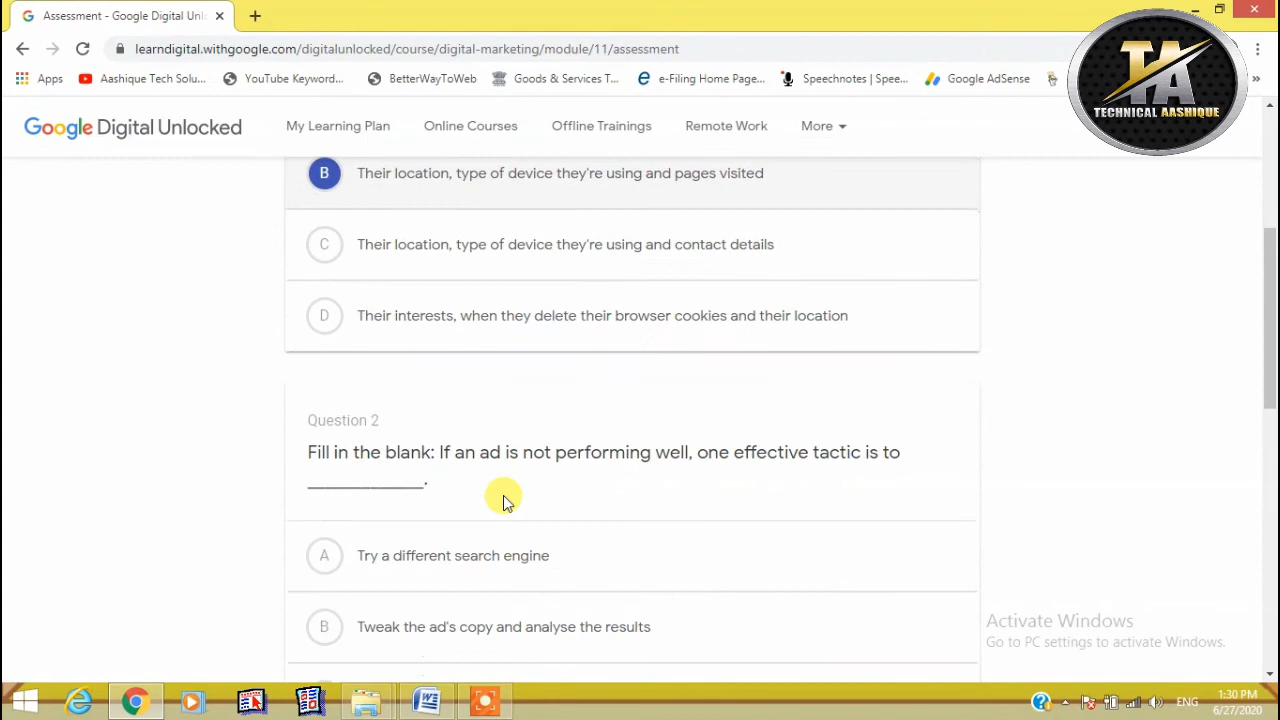 Assessment - Google Digital Unlo
learndigital.withgoogle.com/digitalunlocked/course/digital-marketing/module/11/assessment
Apps
Aashique Tech Solu...
YouTube Keyword...
BetterWayToWeb
Goods & Services T...
e-Filing Home Page...
Speechnotes | Spee...
Google AdSense
»
TA
TECHNICAL AASHIQUE
Google Digital Unlocked
My Learning Plan
Online Courses
Offline Trainings
Remote Work
More
B Their location, type of device they're using and pages visited
C Their location, type of device they're using and contact details
D Their interests, when they delete their browser cookies and their location
Question 2
Fill in the blank: If an ad is not performing well, one effective tactic is to
____________.
A Try a different search engine
B Tweak the ad's copy and analyse the results
Activate Windows
Go to PC settings to activate Windows.
ENG
1:30 PM
6/27/2020